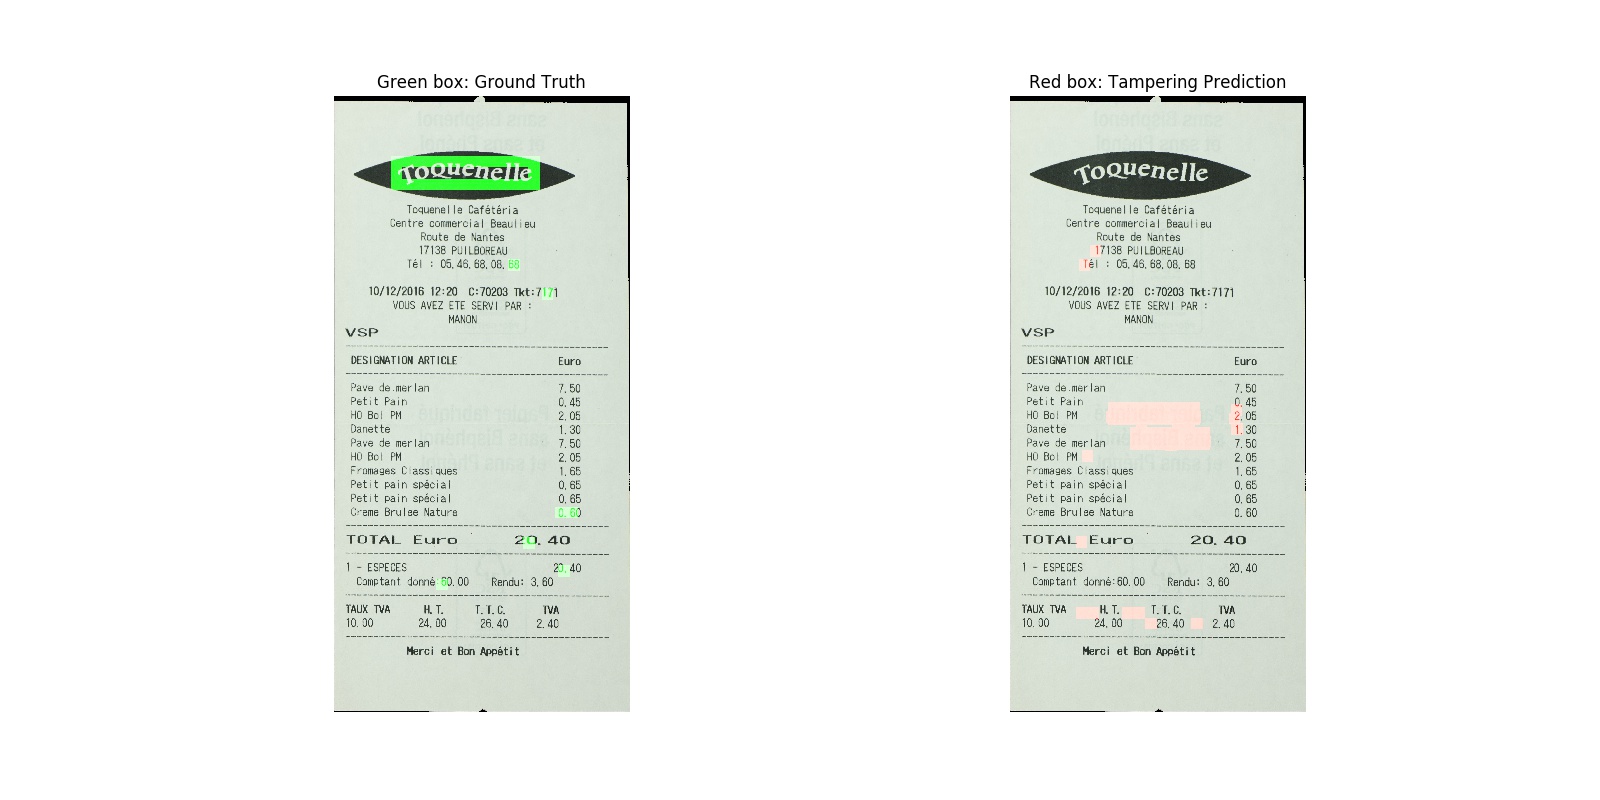 Green box: Ground Truth
Toquenelle
Toquenelle Cafétéria
Centre commercial Beaulieu
Route de Nantes
17138 PUILBOREAU
Tél : 05.46.68.08.68
10/12/2016 12:20 C:70203 Tkt:7171
VOUS AVEZ ETE SERVI PAR :
MANON
VSP
DESIGNATION ARTICLE Euro
Pave de merlan 7.50
Petit Pain 0.45
HO Bol PM 2.05
Danette 1.30
Pave de merlan 7.50
HO Bol PM 2.05
Fromages Classiques 1.65
Petit pain spécial 0.65
Petit pain spécial 0.65
Creme Brulee Nature 0.60
TOTAL Euro 20.40
1 - ESPECES 20.40
Comptant donné:60.00 Rendu: 3.60
TAUX TVA H.T. T.T.C. TVA
10.00 24.00 26.40 2.40
Merci et Bon Appétit
Red box: Tampering Prediction
Toquenelle
Toquenelle Cafétéria
Centre commercial Beaulieu
Route de Nantes
17138 PUILBOREAU
Tél : 05.46.68.08.68
10/12/2016 12:20 C:70203 Tkt:7171
VOUS AVEZ ETE SERVI PAR :
MANON
VSP
DESIGNATION ARTICLE Euro
Pave de merlan 7.50
Petit Pain 0.45
HO Bol PM 2.05
Danette 1.30
Pave de merlan 7.50
HO Bol PM 2.05
Fromages Classiques 1.65
Petit pain spécial 0.65
Petit pain spécial 0.65
Creme Brulee Nature 0.60
TOTAL Euro 20.40
1 - ESPECES 20.40
Comptant donné:60.00 Rendu: 3.60
TAUX TVA H.T. T.T.C. TVA
10.00 24.00 26.40 2.40
Merci et Bon Appétit